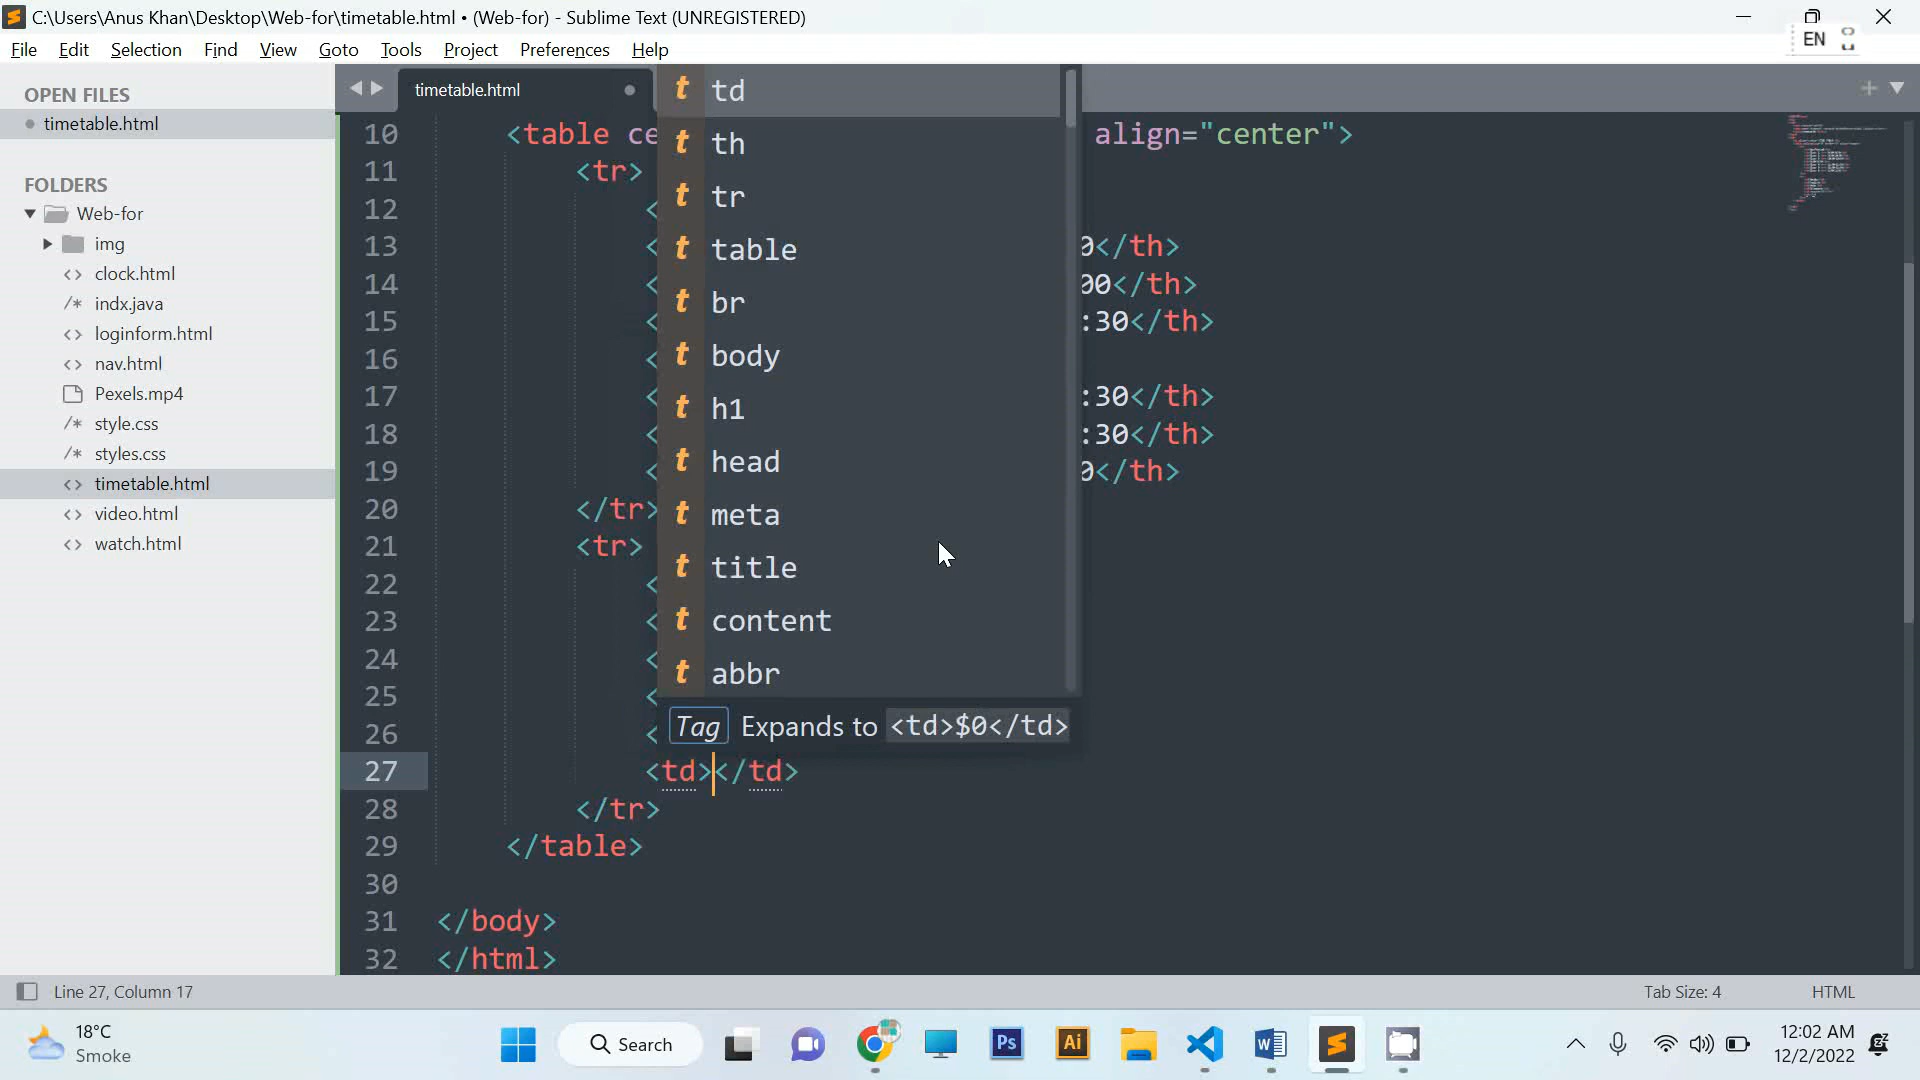 C:\Users\Anus Khan\Desktop\Web-for\timetable.html • (Web-for) - Sublime Text (UNREGISTERED)
File Edit Selection Find View Goto Tools Project Preferences Help
EN
OPEN FILES
timetable.html
FOLDERS
Web-for
img
clock.html
indx.java
loginform.html
nav.html
Pexels.mp4
style.css
styles.css
timetable.html
video.html
watch.html
timetable.html
10 <table ce align="center">
11 <tr>
12 <
13 < 0</th>
14 < 00</th>
15 < :30</th>
16 <
17 < :30</th>
18 < :30</th>
19 < 0</th>
20 </tr>
21 <tr>
22 <
23 <
24 <
25 <
26 <
27 <td></td>
28 </tr>
29 </table>
30
31 </body>
32 </html>
t td
t th
t tr
t table
t br
t body
t h1
t head
t meta
t title
t content
t abbr
Tag Expands to <td>$0</td>
Line 27, Column 17
Tab Size: 4 HTML
18°C
Smoke
Search
Ps
Ai
12:02 AM
12/2/2022